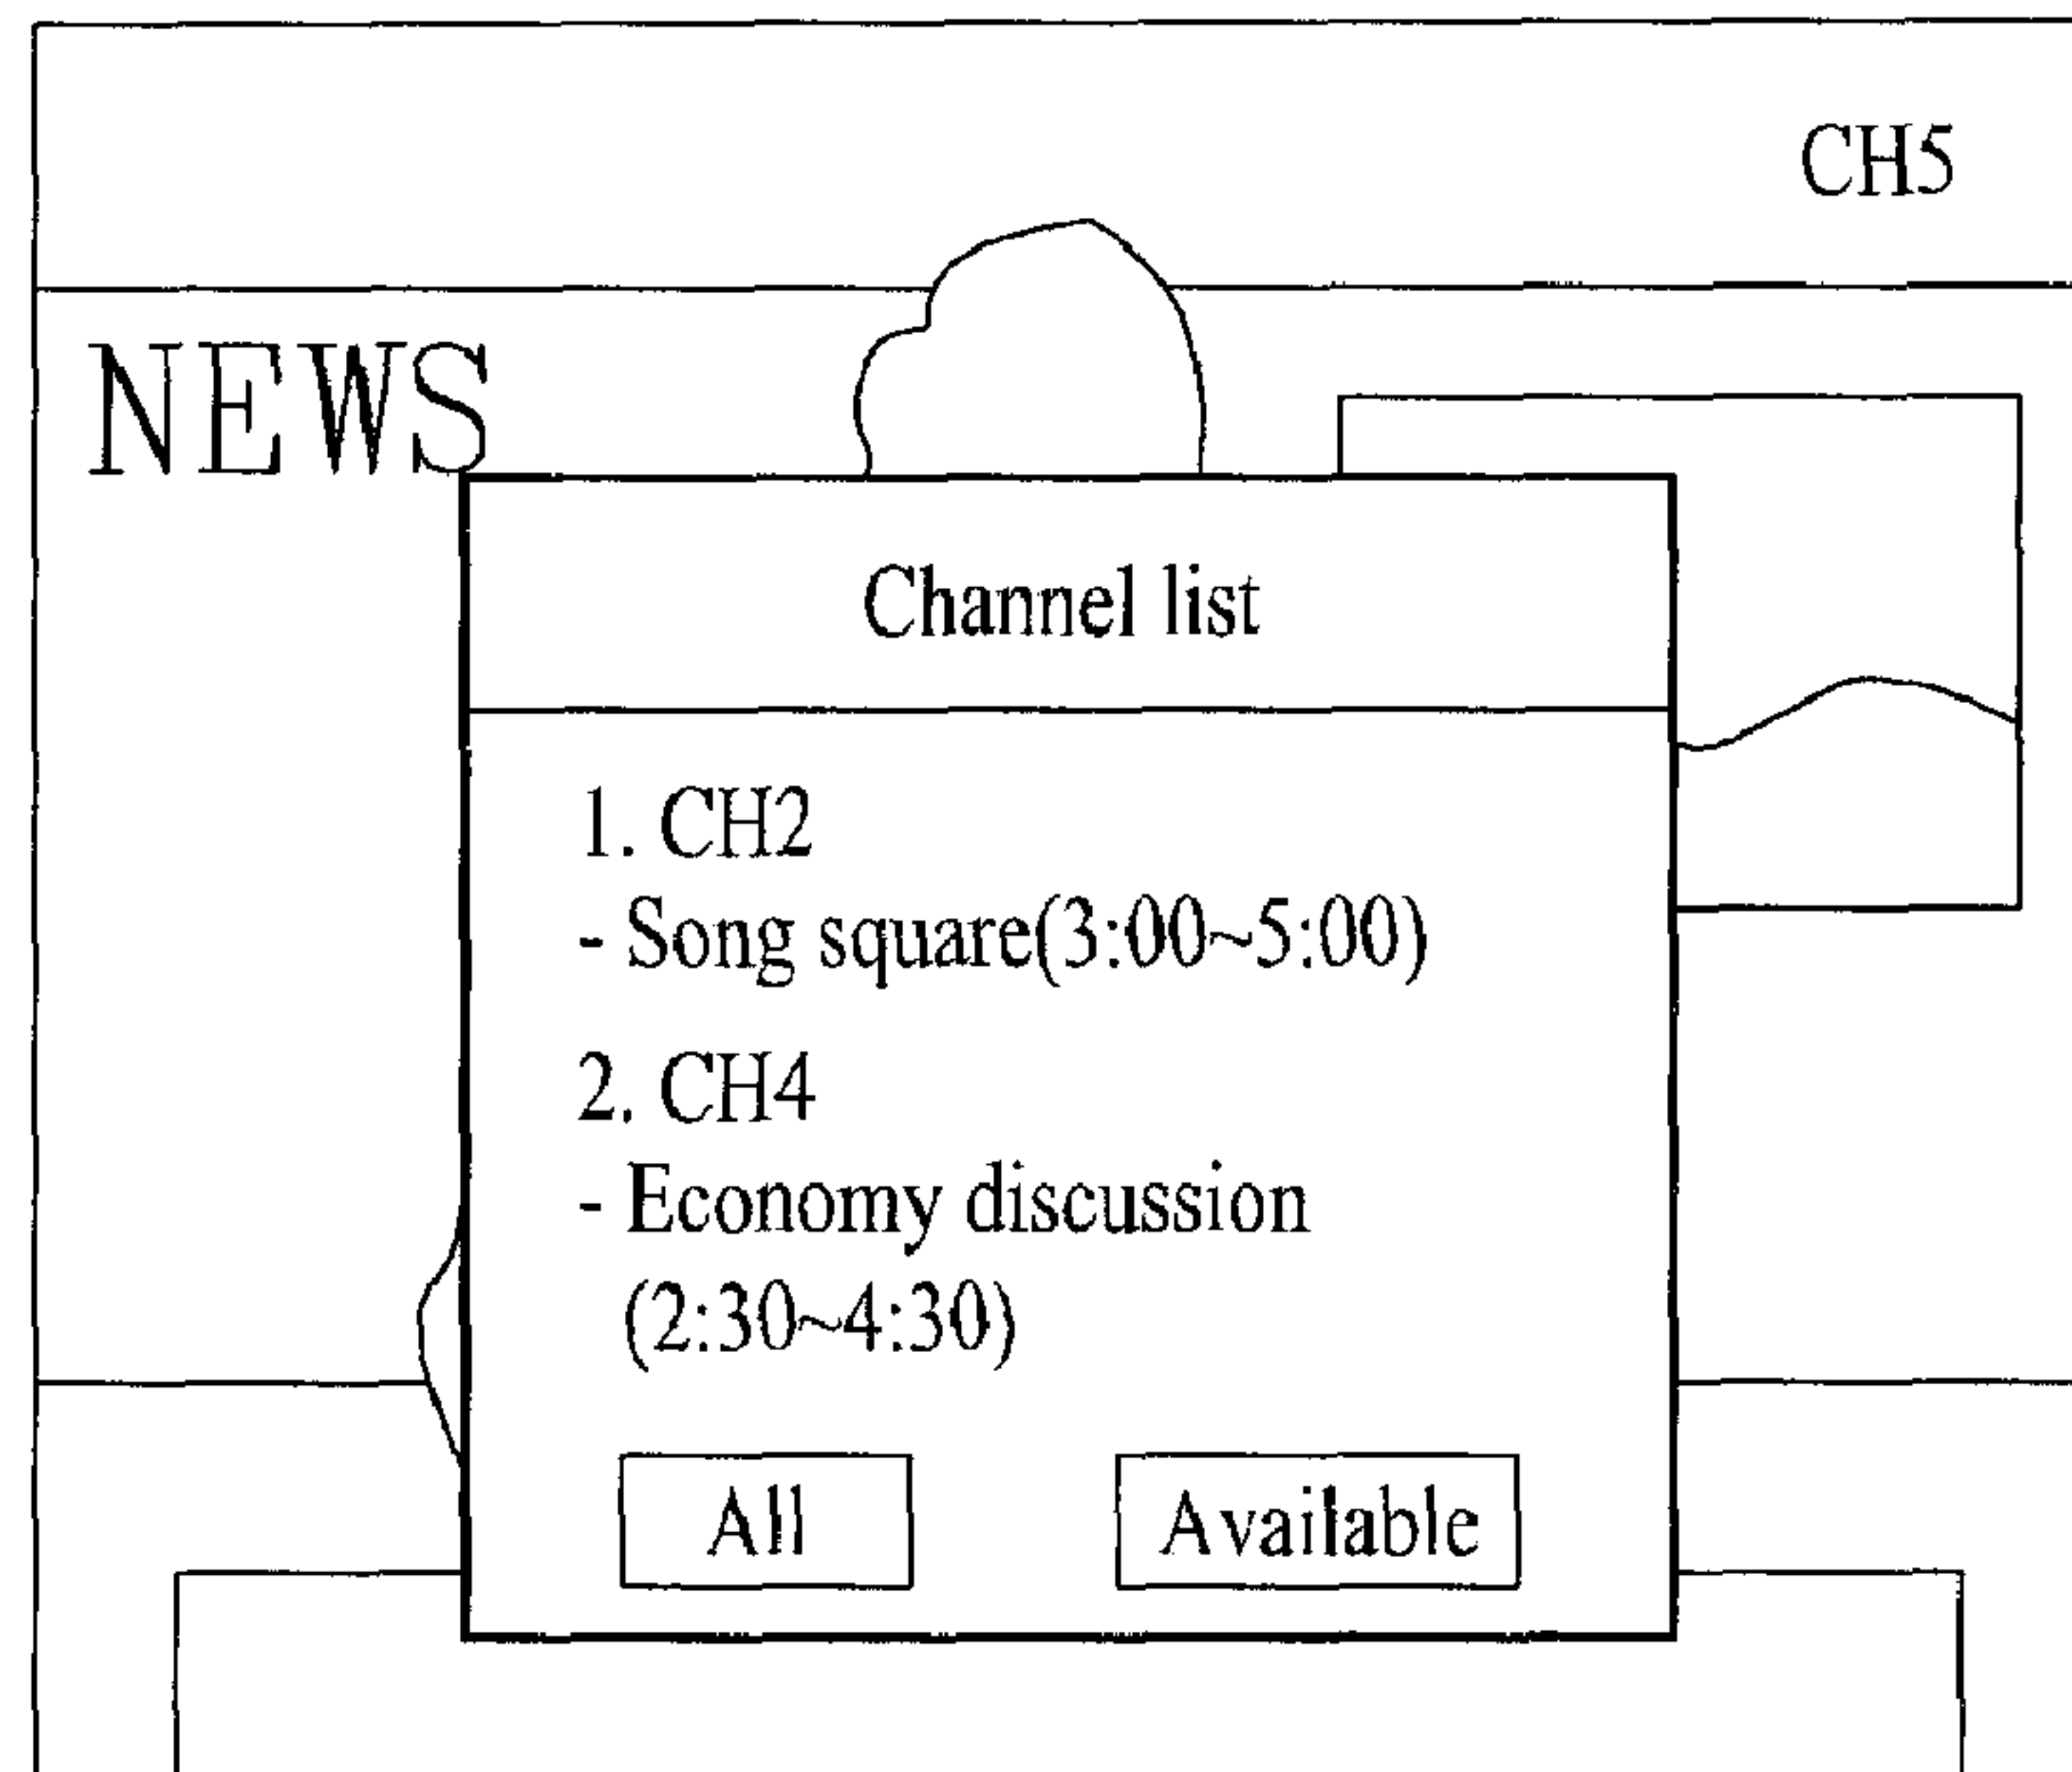 CH5
NEWS
Channel list
1. CH2
- Song square(3:00~5:00)
2. CH4
- Economy discussion
(2:30~4:30)
All
Available